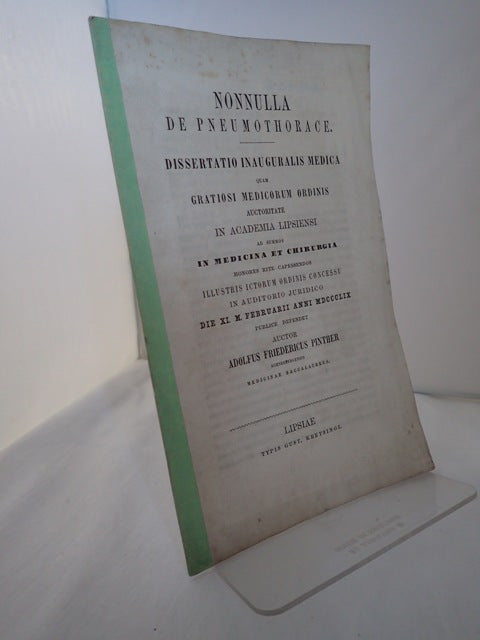 NONNULLA
DE PNEUMOTHORACE.
DISSERTATIO INAUGURALIS MEDICA
QUAM
GRATIOSI MEDICORUM ORDINIS
AUCTORITATE
IN ACADEMIA LIPSIENSI
AD SUMMOS
IN MEDICINA ET CHIRURGIA
HONORES RITE CAPESSENDOS
ILLUSTRIS ICTORUM ORDINIS CONCESSU
IN AUDITORIO JURIDICO
DIE XI. M. FEBRUARII ANNI MDCCCLIX
PUBLICE DEFENDET
AUCTOR
ADOLFUS FRIEDERICUS PINTHER
MEDICINAE BACCALAUREUS.
LIPSIAE
TYPIS GUST. KREYSINGI.